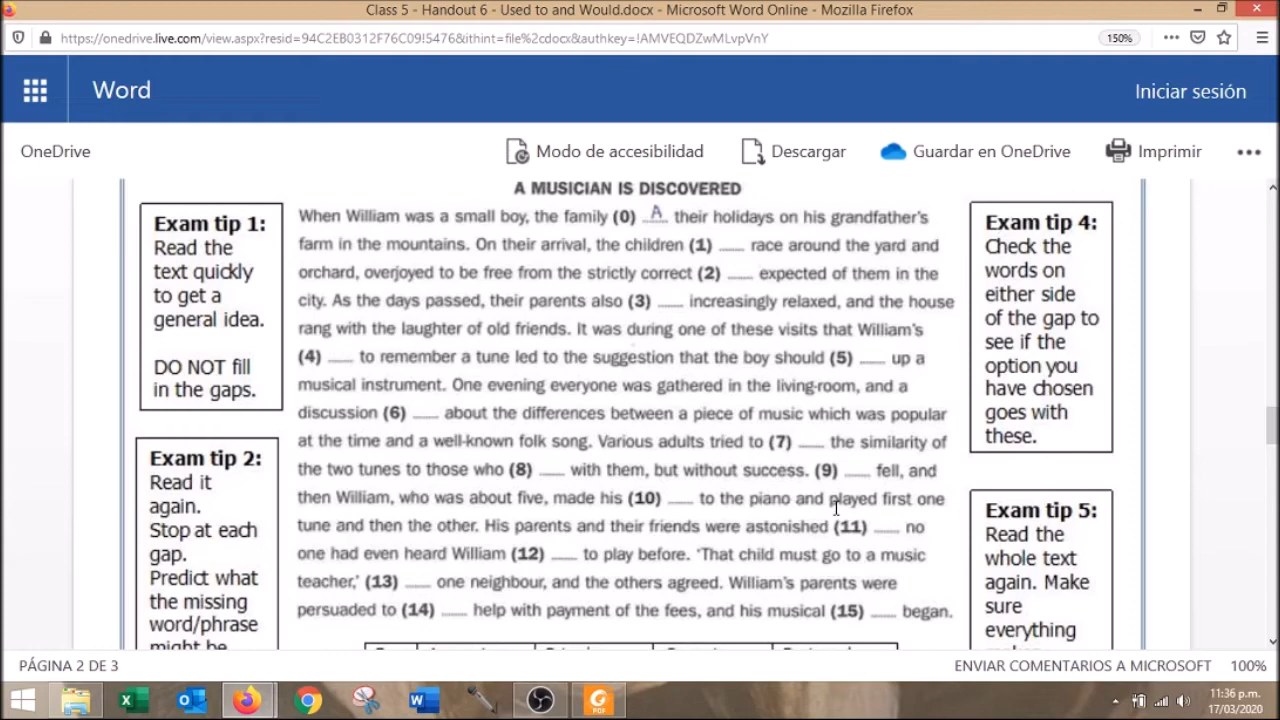 Class 5 - Handout 6 - Used to and Would.docx - Microsoft Word Online - Mozilla Firefox
https://onedrive.live.com/view.aspx?resid=94C2EB0312F76C09!5476&ithint=file%2cdocx&authkey=!AMVEQDZwMLvpVnY
150%
Word
Iniciar sesión
OneDrive
Modo de accesibilidad
Descargar
Guardar en OneDrive
Imprimir
Exam tip 1:
Read the
text quickly
to get a
general idea.
DO NOT fill
in the gaps.
Exam tip 2:
Read it
again.
Stop at each
gap.
Predict what
the missing
word/phrase
might be
A MUSICIAN IS DISCOVERED
When William was a small boy, the family (0) ..A.. their holidays on his grandfather's
farm in the mountains. On their arrival, the children (1) ..... race around the yard and
orchard, overjoyed to be free from the strictly correct (2) ..... expected of them in the
city. As the days passed, their parents also (3) ..... increasingly relaxed, and the house
rang with the laughter of old friends. It was during one of these visits that William's
(4) ..... to remember a tune led to the suggestion that the boy should (5) ..... up a
musical instrument. One evening everyone was gathered in the living-room, and a
discussion (6) ..... about the differences between a piece of music which was popular
at the time and a well-known folk song. Various adults tried to (7) ..... the similarity of
the two tunes to those who (8) ..... with them, but without success. (9) ..... fell, and
then William, who was about five, made his (10) ..... to the piano and played first one
tune and then the other. His parents and their friends were astonished (11) ..... no
one had even heard William (12) ..... to play before. 'That child must go to a music
teacher,' (13) ..... one neighbour, and the others agreed. William's parents were
persuaded to (14) ..... help with payment of the fees, and his musical (15) ..... began.
Exam tip 4:
Check the
words on
either side
of the gap to
see if the
option you
have chosen
goes with
these.
Exam tip 5:
Read the
whole text
again. Make
sure
everything
PÁGINA 2 DE 3
ENVIAR COMENTARIOS A MICROSOFT
100%
11:36 p.m.
17/03/2020